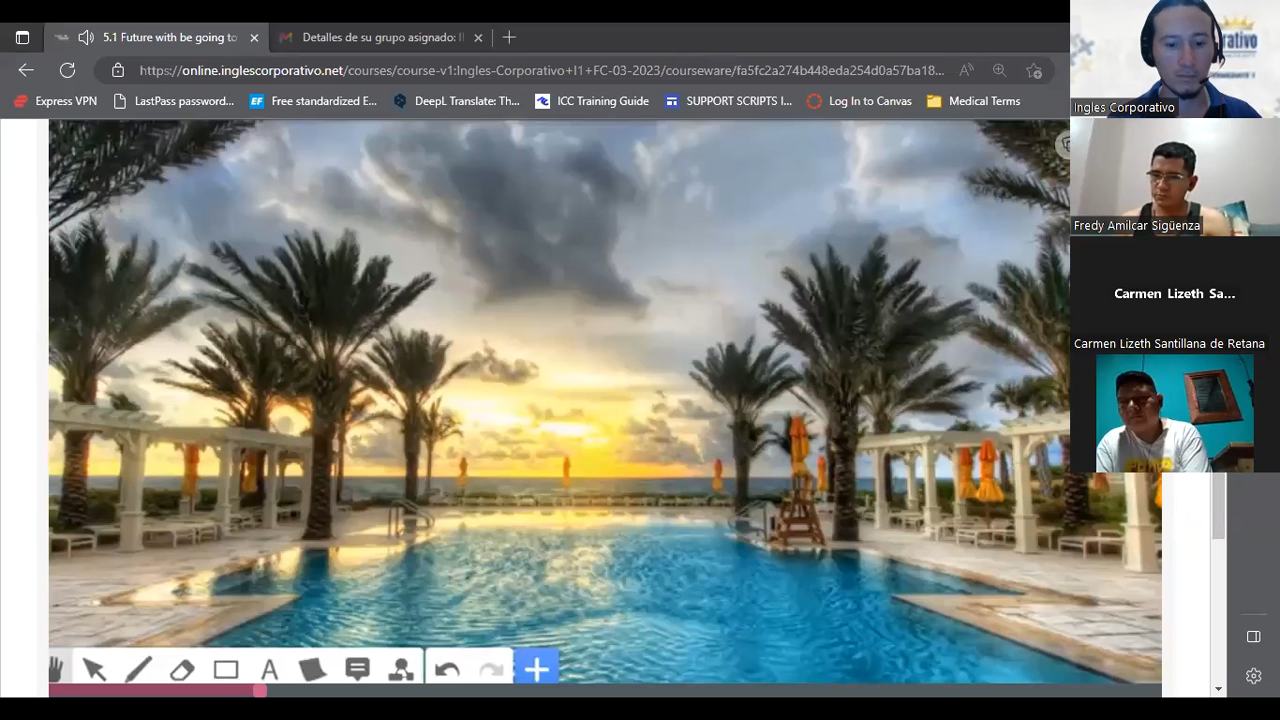 5.1 Future with be going to
Detalles de su grupo asignado: I
https://online.inglescorporativo.net/courses/course-v1:Ingles-Corporativo+I1+FC-03-2023/courseware/fa5fc2a274b448eda254d0a57ba18...
Express VPN
LastPass password...
EF
Free standardized E...
DeepL Translate: Th...
ICC Training Guide
SUPPORT SCRIPTS I...
Log In to Canvas
Medical Terms
Ingles Corporativo
Fredy Amilcar Sigüenza
Carmen Lizeth Sa...
Carmen Lizeth Santillana de Retana
A